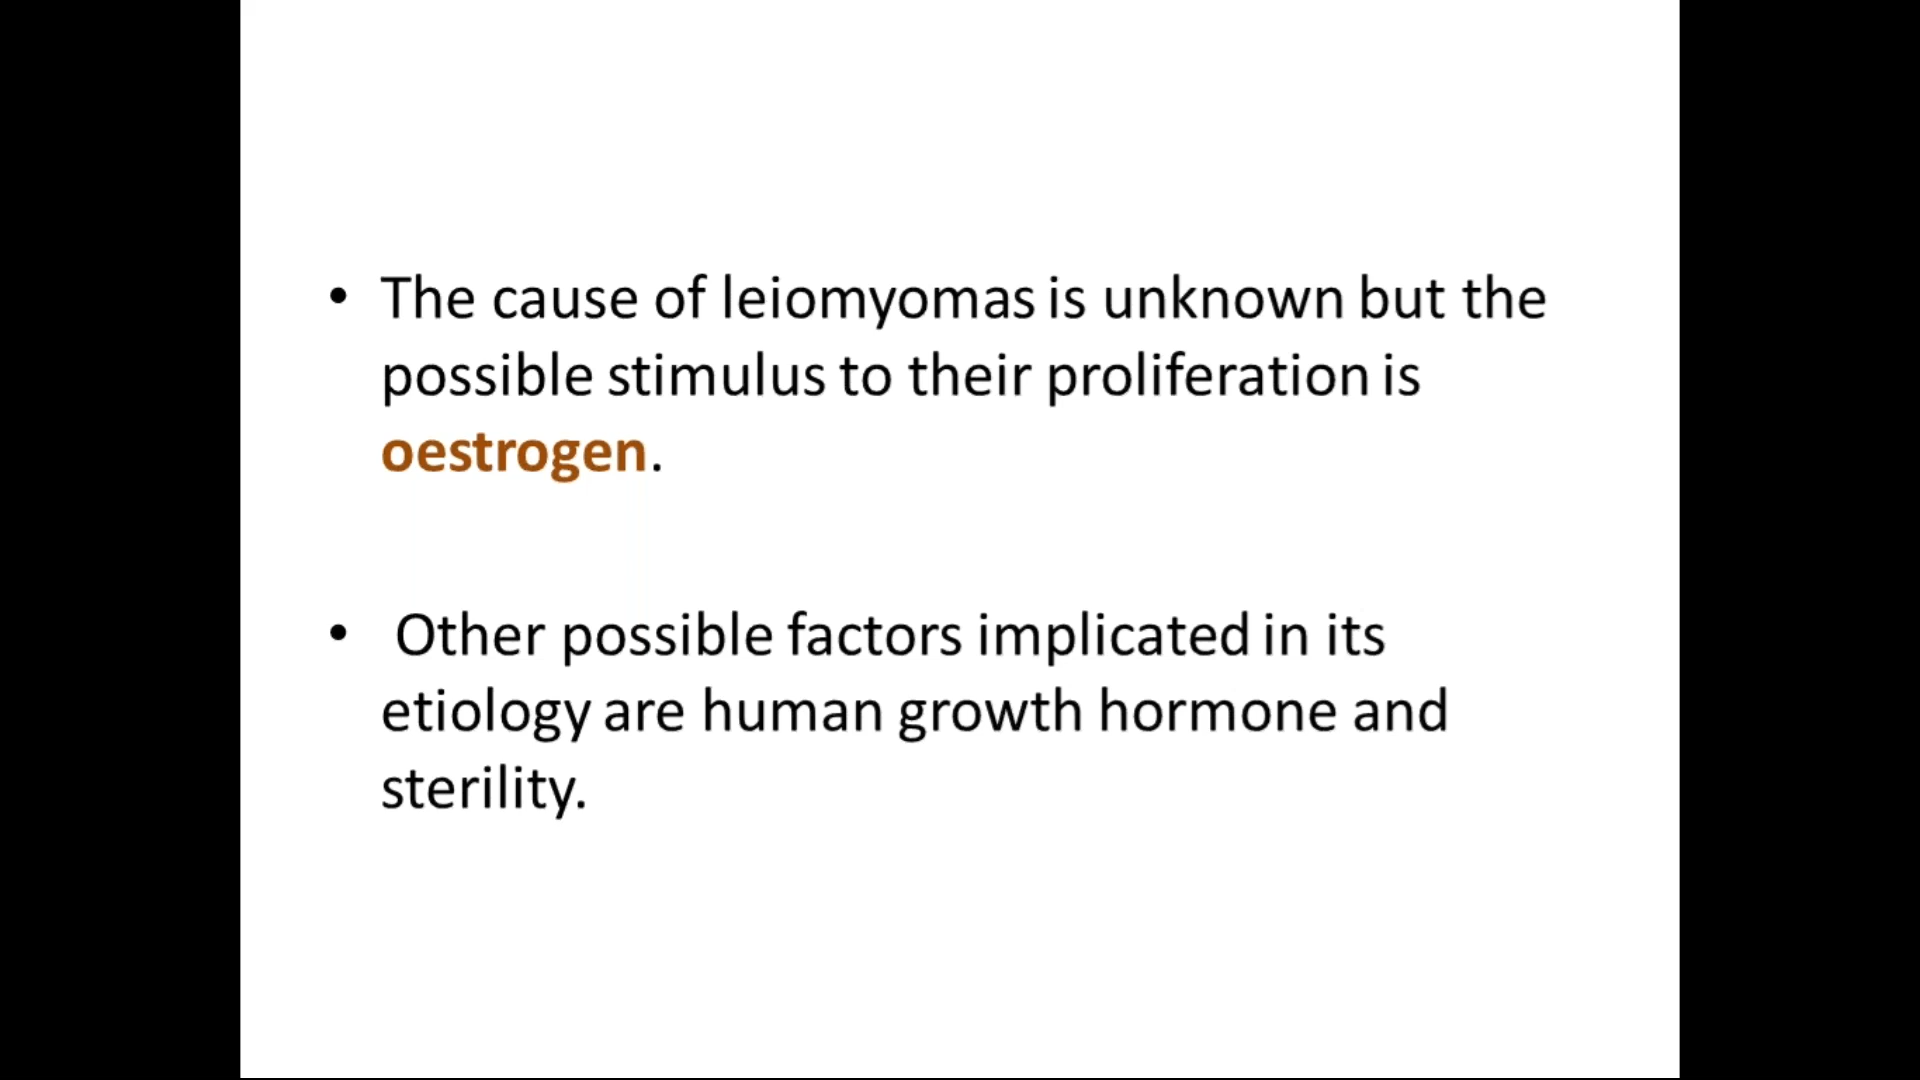 • The cause of leiomyomas is unknown but the
possible stimulus to their proliferation is
oestrogen.
• Other possible factors implicated in its
etiology are human growth hormone and
sterility.